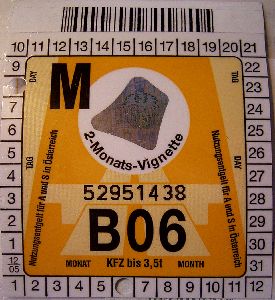 10 11 12 13 14 15 16 17 18 19 20 21
9
8
7
6
5
4
3
2
1
12
05
22
23
24
25
26
27
28
29
30
31
DAY
TAG
M
2-Monats-Vignette
TAG
DAY
Nutzungsentgelt für A und S in Österreich
Nutzungsentgelt für A und S in Österreich
52951438
B06
MONAT KFZ bis 3,5t MONTH
1 2 3 4 5 6 7 8 9 10 11 12